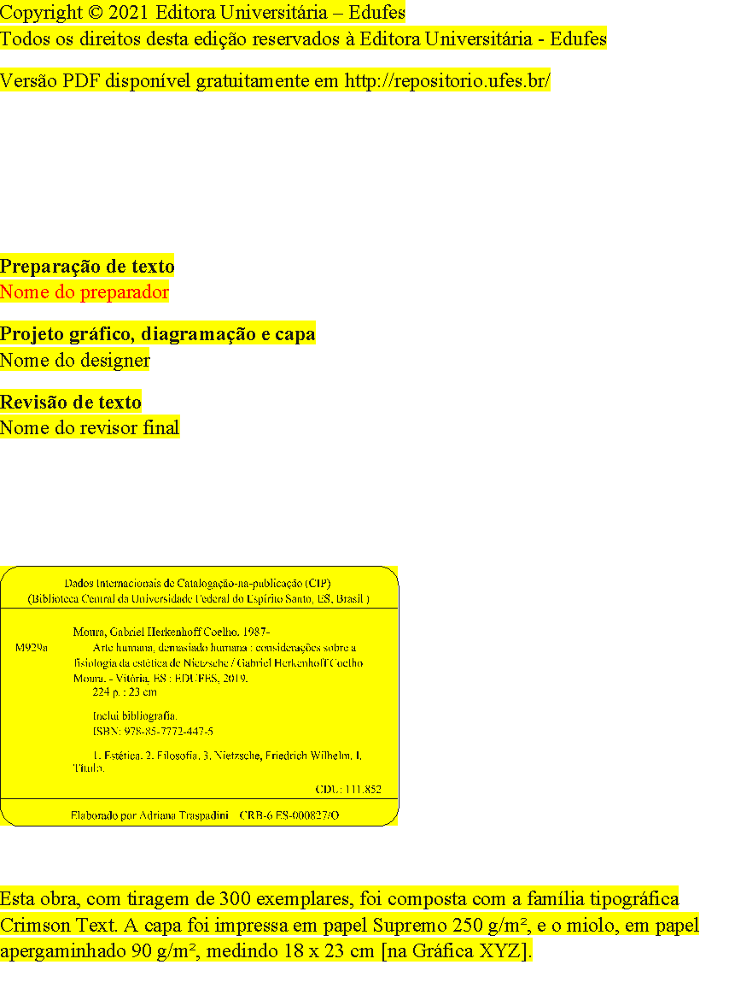 Copyright © 2021 Editora Universitária – Edufes
Todos os direitos desta edição reservados à Editora Universitária - Edufes
Versão PDF disponível gratuitamente em http://repositorio.ufes.br/
Preparação de texto
Nome do preparador
Projeto gráfico, diagramação e capa
Nome do designer
Revisão de texto
Nome do revisor final
Dados Internacionais de Catalogação-na-publicação (CIP)
(Biblioteca Central da Universidade Federal do Espírito Santo, ES, Brasil )
Moura, Gabriel Herkenhoff Coelho, 1987-
M929a Arte humana, demasiado humana : considerações sobre a
fisiologia da estética de Nietzsche / Gabriel Herkenhoff Coelho
Moura. - Vitória, ES : EDUFES, 2019.
224 p. : 23 cm
Inclui bibliografia.
ISBN: 978-85-7772-447-5
1. Estética. 2. Filosofia. 3. Nietzsche, Friedrich Wilhelm. I.
Título.
CDU: 111.852
Elaborado por Adriana Traspadini – CRB-6 ES-000827/O
Esta obra, com tiragem de 300 exemplares, foi composta com a família tipográfica
Crimson Text. A capa foi impressa em papel Supremo 250 g/m², e o miolo, em papel
apergaminhado 90 g/m², medindo 18 x 23 cm [na Gráfica XYZ].